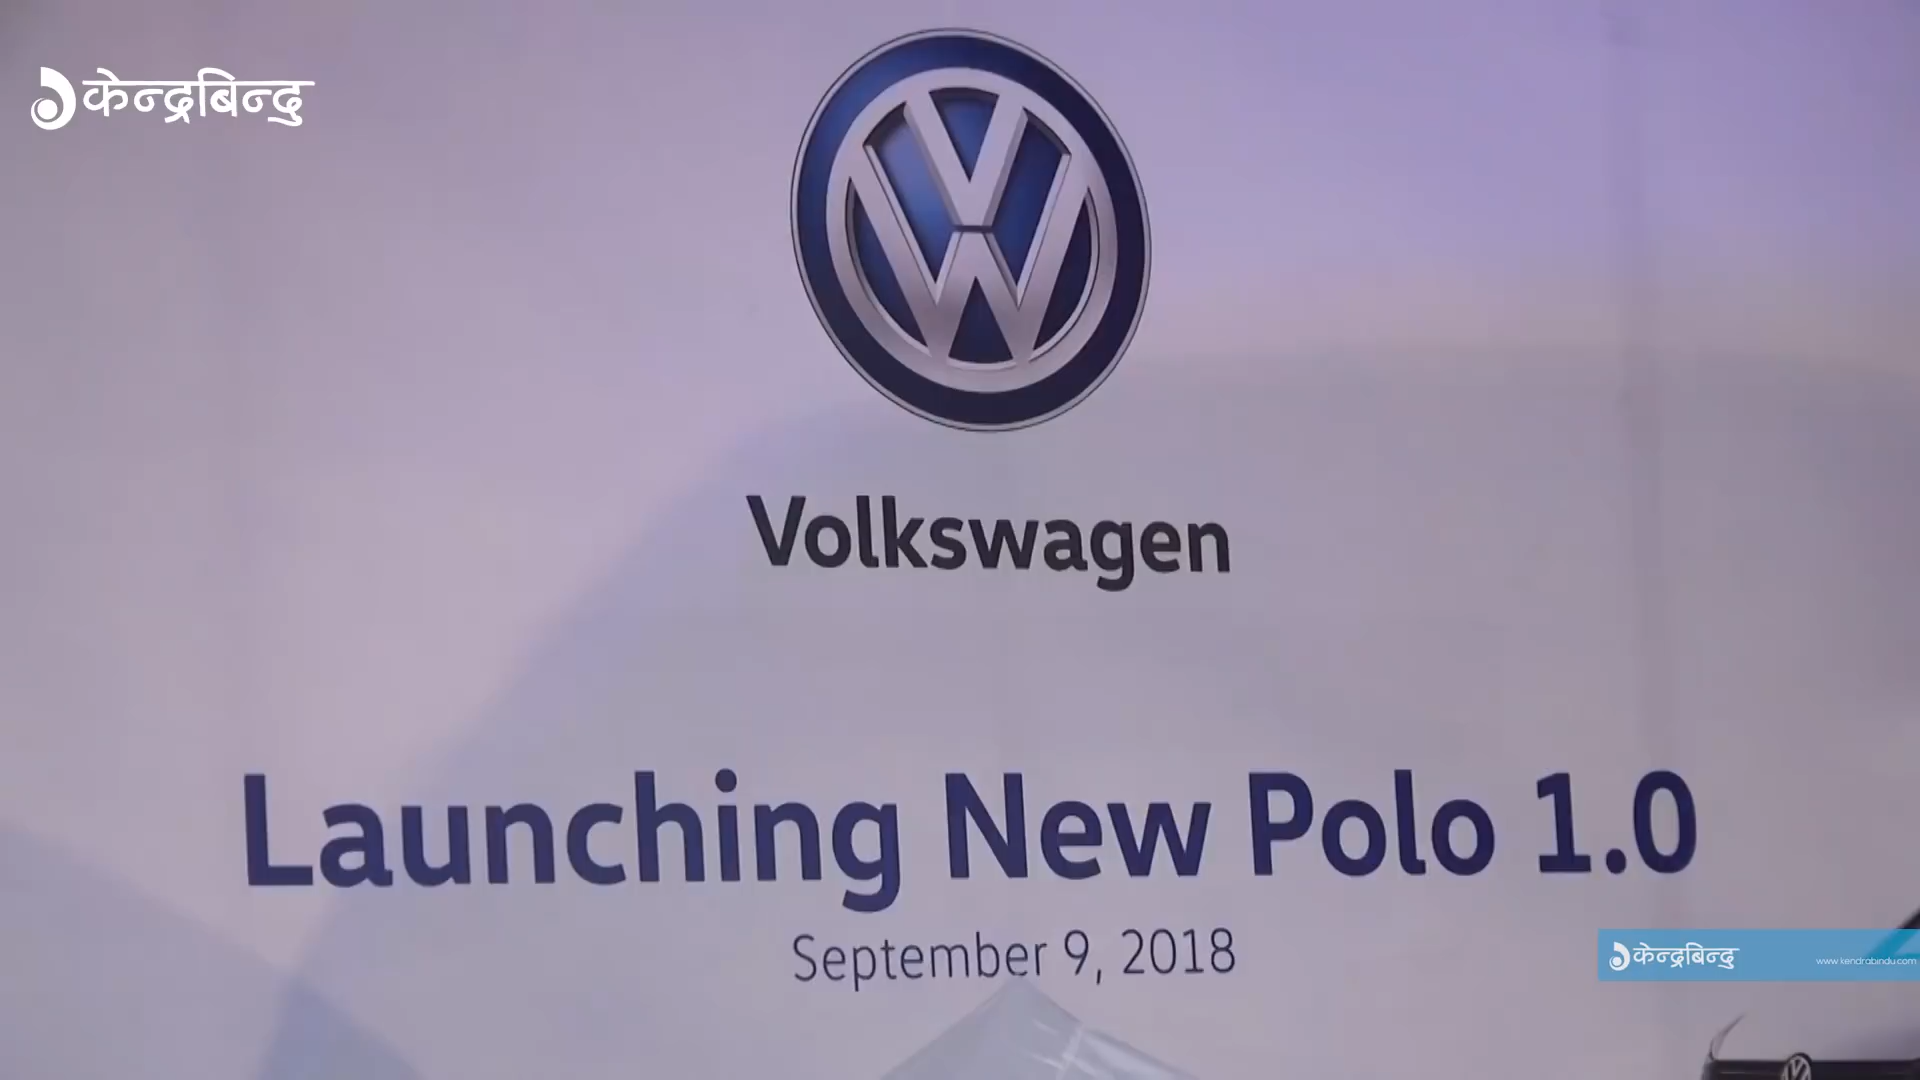 केन्द्रबिन्दु
Volkswagen
Launching New Polo 1.0
September 9, 2018
केन्द्रबिन्दु
www.kendrabindu.com